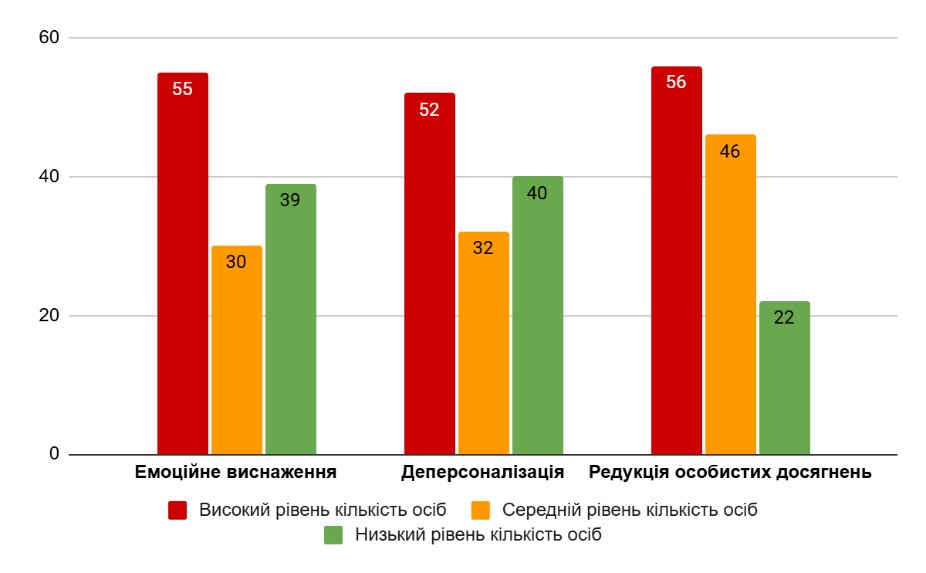 60
55
52
56
46
40
39
40
30
32
22
20
0
Емоційне виснаження
Деперсоналізація
Редукція особистих досягнень
Високий рівень кількість осіб
Середній рівень кількість осіб
Низький рівень кількість осіб